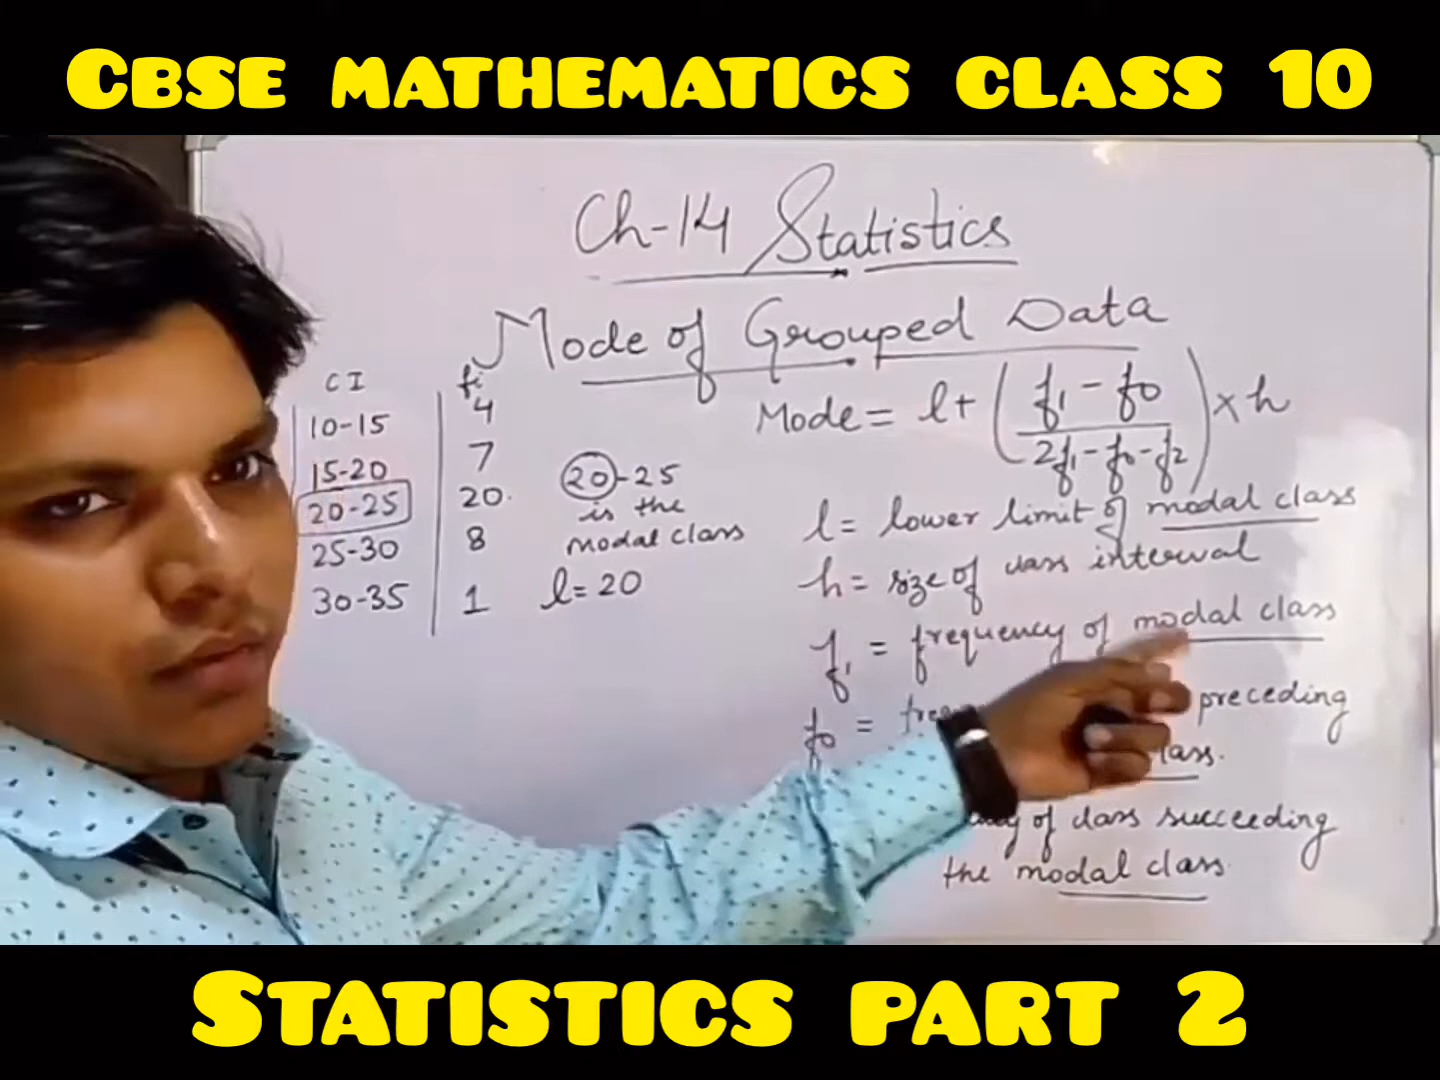 CBSE MATHEMATICS CLASS 10
Ch-14 Statistics
Mode of Grouped Data
CI fi
10-15 4
15-20 7
20-25 20
25-30 8
30-35 1
20-25
is the
modal class
l=20
Mode = l+ (f1 - f0 / 2f1 - f0 - f2) x h
l = lower limit of modal class
h = size of class interval
f1 = frequency of modal class
f0 = preceding
of class succeeding
the modal class
STATISTICS PART 2